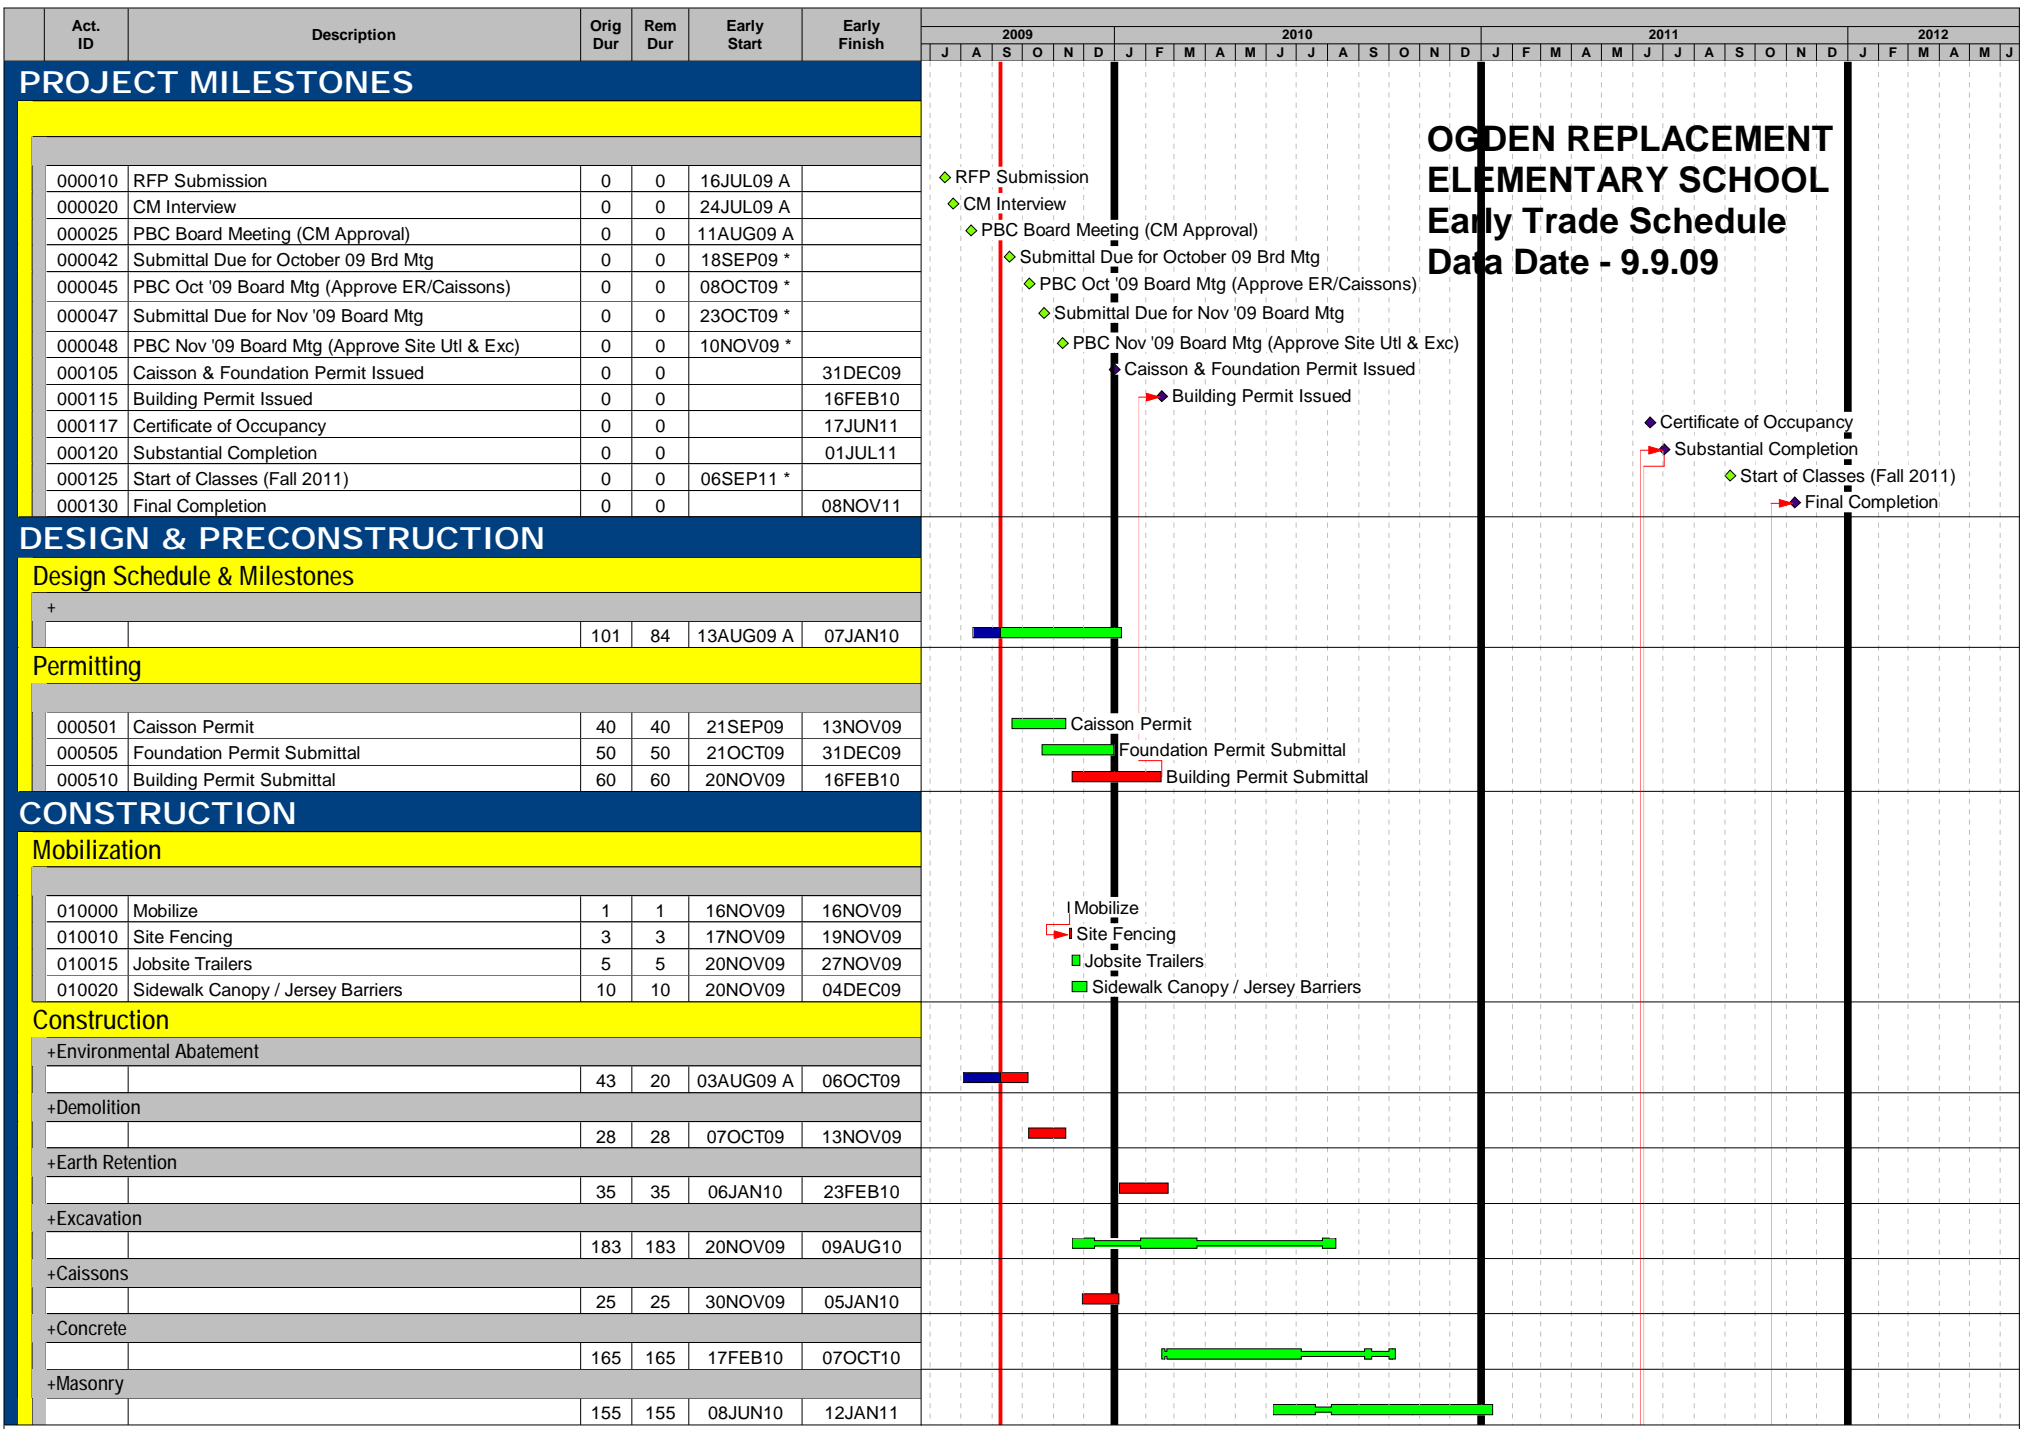 Act. ID Description Orig Dur Rem Dur Early Start Early Finish
2009 2010 2011 2012
J A S O N D J F M A M J J A S O N D J F M A M J J A S O N D J F M A M J
PROJECT MILESTONES
OGDEN REPLACEMENT
ELEMENTARY SCHOOL
Early Trade Schedule
Data Date - 9.9.09
000010 RFP Submission 0 0 16JUL09 A RFP Submission
000020 CM Interview 0 0 24JUL09 A CM Interview
000025 PBC Board Meeting (CM Approval) 0 0 11AUG09 A PBC Board Meeting (CM Approval)
000042 Submittal Due for October 09 Brd Mtg 0 0 18SEP09 * Submittal Due for October 09 Brd Mtg
000045 PBC Oct '09 Board Mtg (Approve ER/Caissons) 0 0 08OCT09 * PBC Oct '09 Board Mtg (Approve ER/Caissons)
000047 Submittal Due for Nov '09 Board Mtg 0 0 23OCT09 * Submittal Due for Nov '09 Board Mtg
000048 PBC Nov '09 Board Mtg (Approve Site Utl & Exc) 0 0 10NOV09 * PBC Nov '09 Board Mtg (Approve Site Utl & Exc)
000105 Caisson & Foundation Permit Issued 0 0 31DEC09 Caisson & Foundation Permit Issued
000115 Building Permit Issued 0 0 16FEB10 Building Permit Issued
000117 Certificate of Occupancy 0 0 17JUN11 Certificate of Occupancy
000120 Substantial Completion 0 0 01JUL11 Substantial Completion
000125 Start of Classes (Fall 2011) 0 0 06SEP11 * Start of Classes (Fall 2011)
000130 Final Completion 0 0 08NOV11 Final Completion
DESIGN & PRECONSTRUCTION
Design Schedule & Milestones
+
101 84 13AUG09 A 07JAN10
Permitting
000501 Caisson Permit 40 40 21SEP09 13NOV09 Caisson Permit
000505 Foundation Permit Submittal 50 50 21OCT09 31DEC09 Foundation Permit Submittal
000510 Building Permit Submittal 60 60 20NOV09 16FEB10 Building Permit Submittal
CONSTRUCTION
Mobilization
010000 Mobilize 1 1 16NOV09 16NOV09 Mobilize
010010 Site Fencing 3 3 17NOV09 19NOV09 Site Fencing
010015 Jobsite Trailers 5 5 20NOV09 27NOV09 Jobsite Trailers
010020 Sidewalk Canopy / Jersey Barriers 10 10 20NOV09 04DEC09 Sidewalk Canopy / Jersey Barriers
Construction
+Environmental Abatement
43 20 03AUG09 A 06OCT09
+Demolition
28 28 07OCT09 13NOV09
+Earth Retention
35 35 06JAN10 23FEB10
+Excavation
183 183 20NOV09 09AUG10
+Caissons
25 25 30NOV09 05JAN10
+Concrete
165 165 17FEB10 07OCT10
+Masonry
155 155 08JUN10 12JAN11